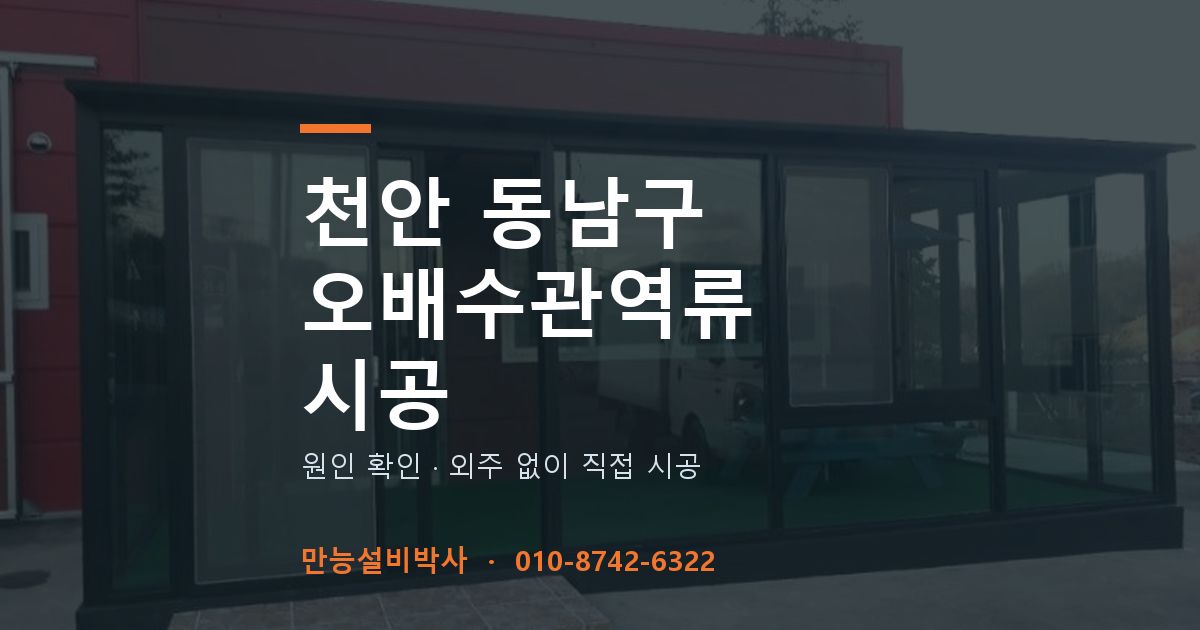 천안 동남구
오배수관역류
시공
원인 확인 · 외주 없이 직접 시공
만능설비박사 · 010-8742-6322